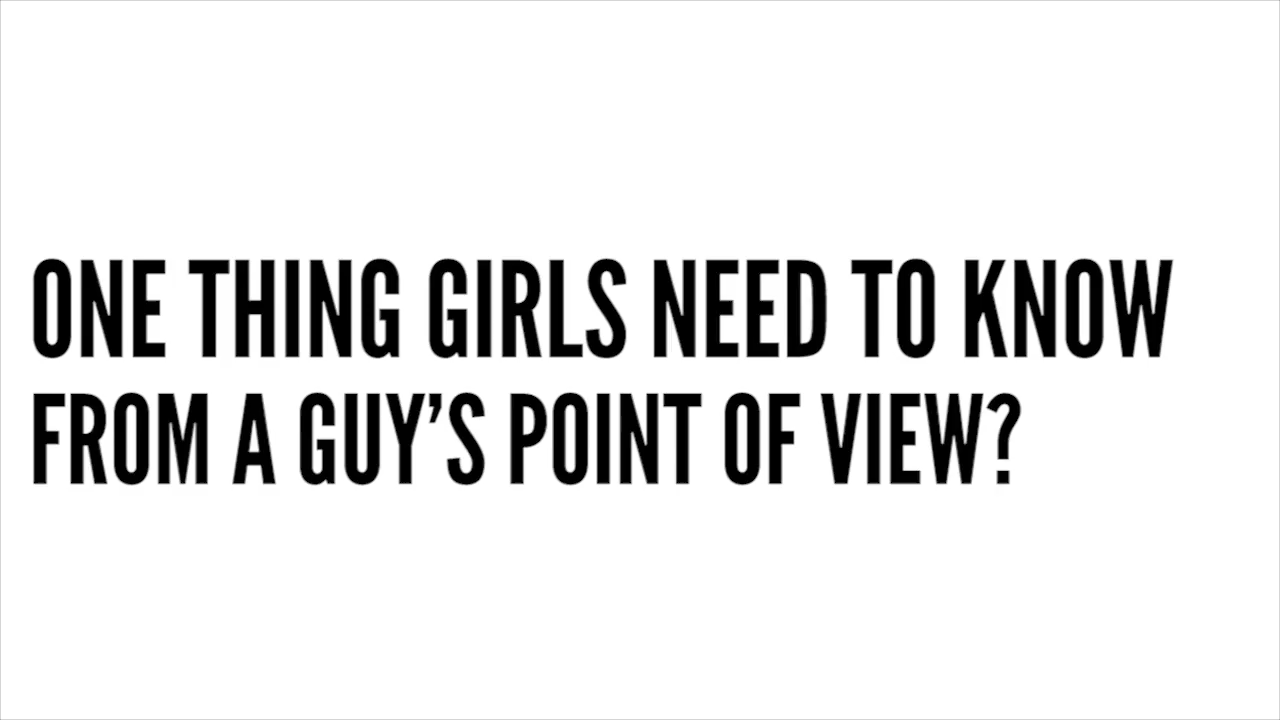 ONE THING GIRLS NEED TO KNOW
FROM A GUY’S POINT OF VIEW?